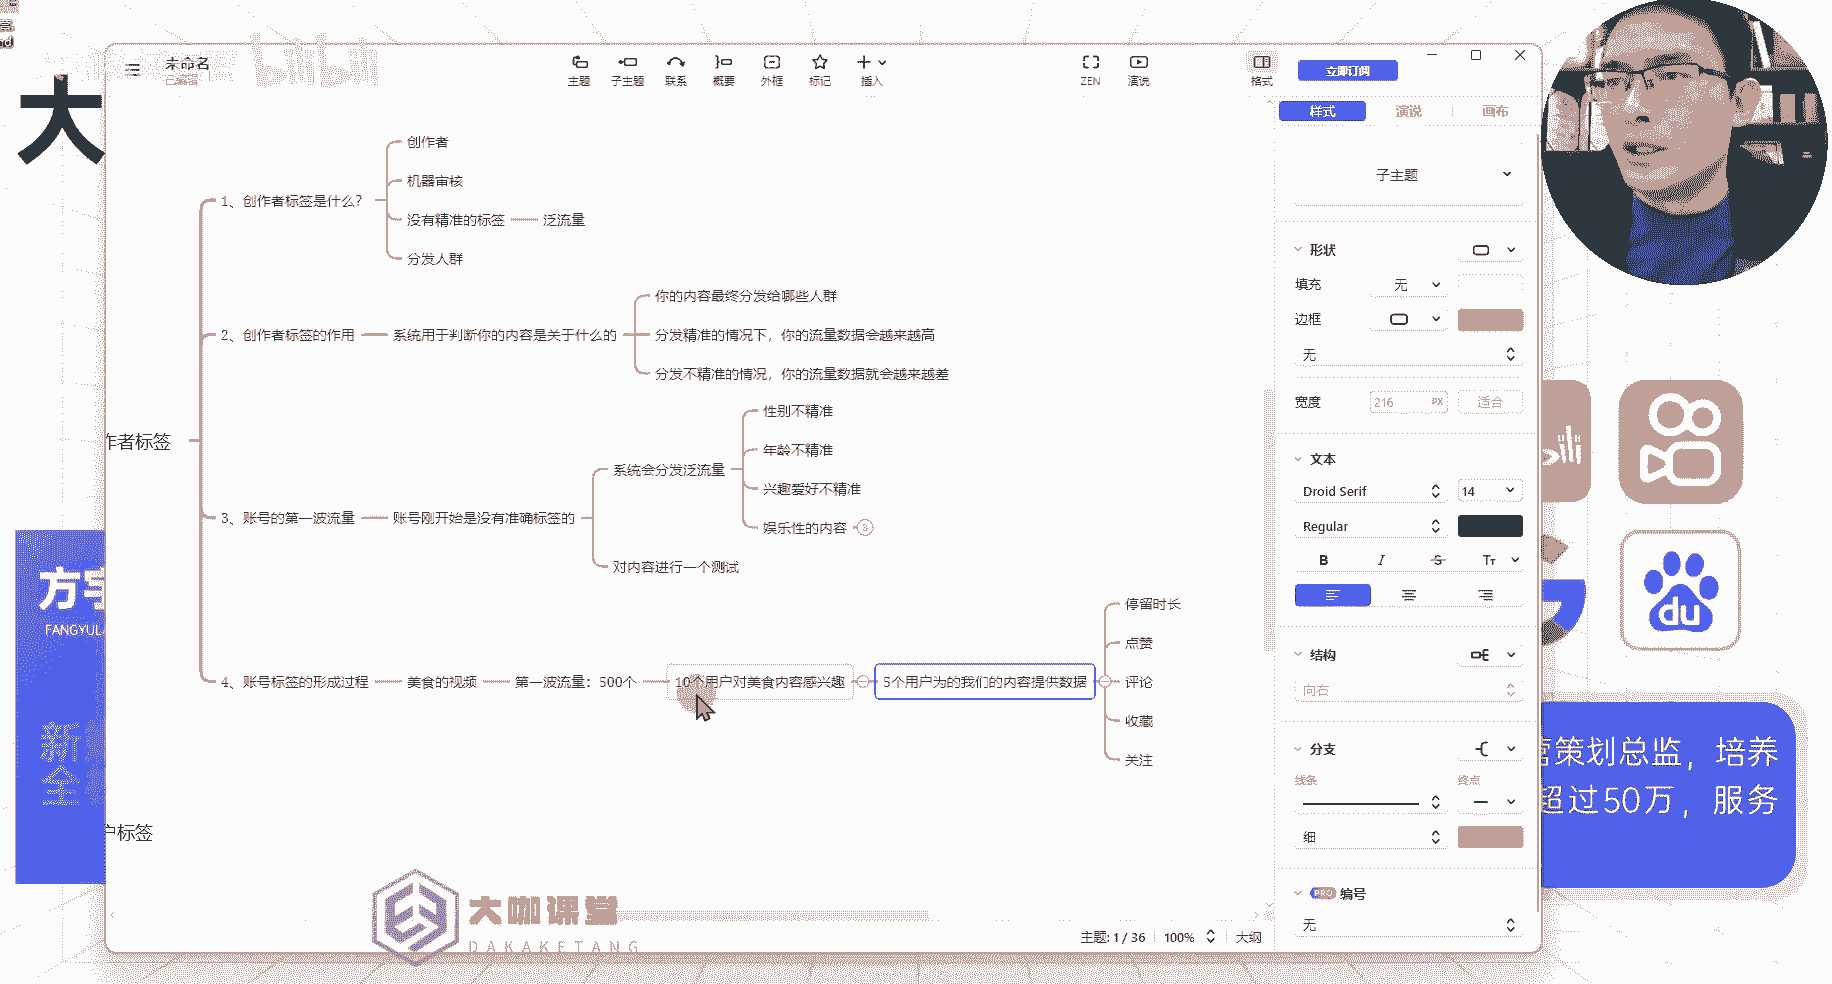 未命名
已编辑
bilibili
主题
子主题
联系
概要
外框
标记
插入
ZEN
演说
格式
立即订阅
大
样式
演说
画布
子主题
形状
填充
无
边框
无
宽度
216 PX
适合
文本
Droid Serif
14
Regular
B I S Tт
结构
向右
分支
线条
终点
细
PRO 编号
无
作者标签
1、创作者标签是什么?
创作者
机器审核
没有精准的标签
泛流量
分发人群
2、创作者标签的作用
系统用于判断你的内容是关于什么的
你的内容最终分发给哪些人群
分发精准的情况下，你的流量数据会越来越高
分发不精准的情况，你的流量数据就会越来越差
3、账号的第一波流量
账号刚开始是没有准确标签的
系统会分发泛流量
性别不精准
年龄不精准
兴趣爱好不精准
娱乐性的内容
3
对内容进行一个测试
4、账号标签的形成过程
美食的视频
第一波流量：500个
10个用户对美食内容感兴趣
5个用户为的我们的内容提供数据
停留时长
点赞
评论
收藏
关注
户标签
方宇
FANGYUL
新
全
du
营策划总监，培养
超过50万，服务
大咖课堂
DAKAKETANG
主题: 1 / 36
100%
大纲